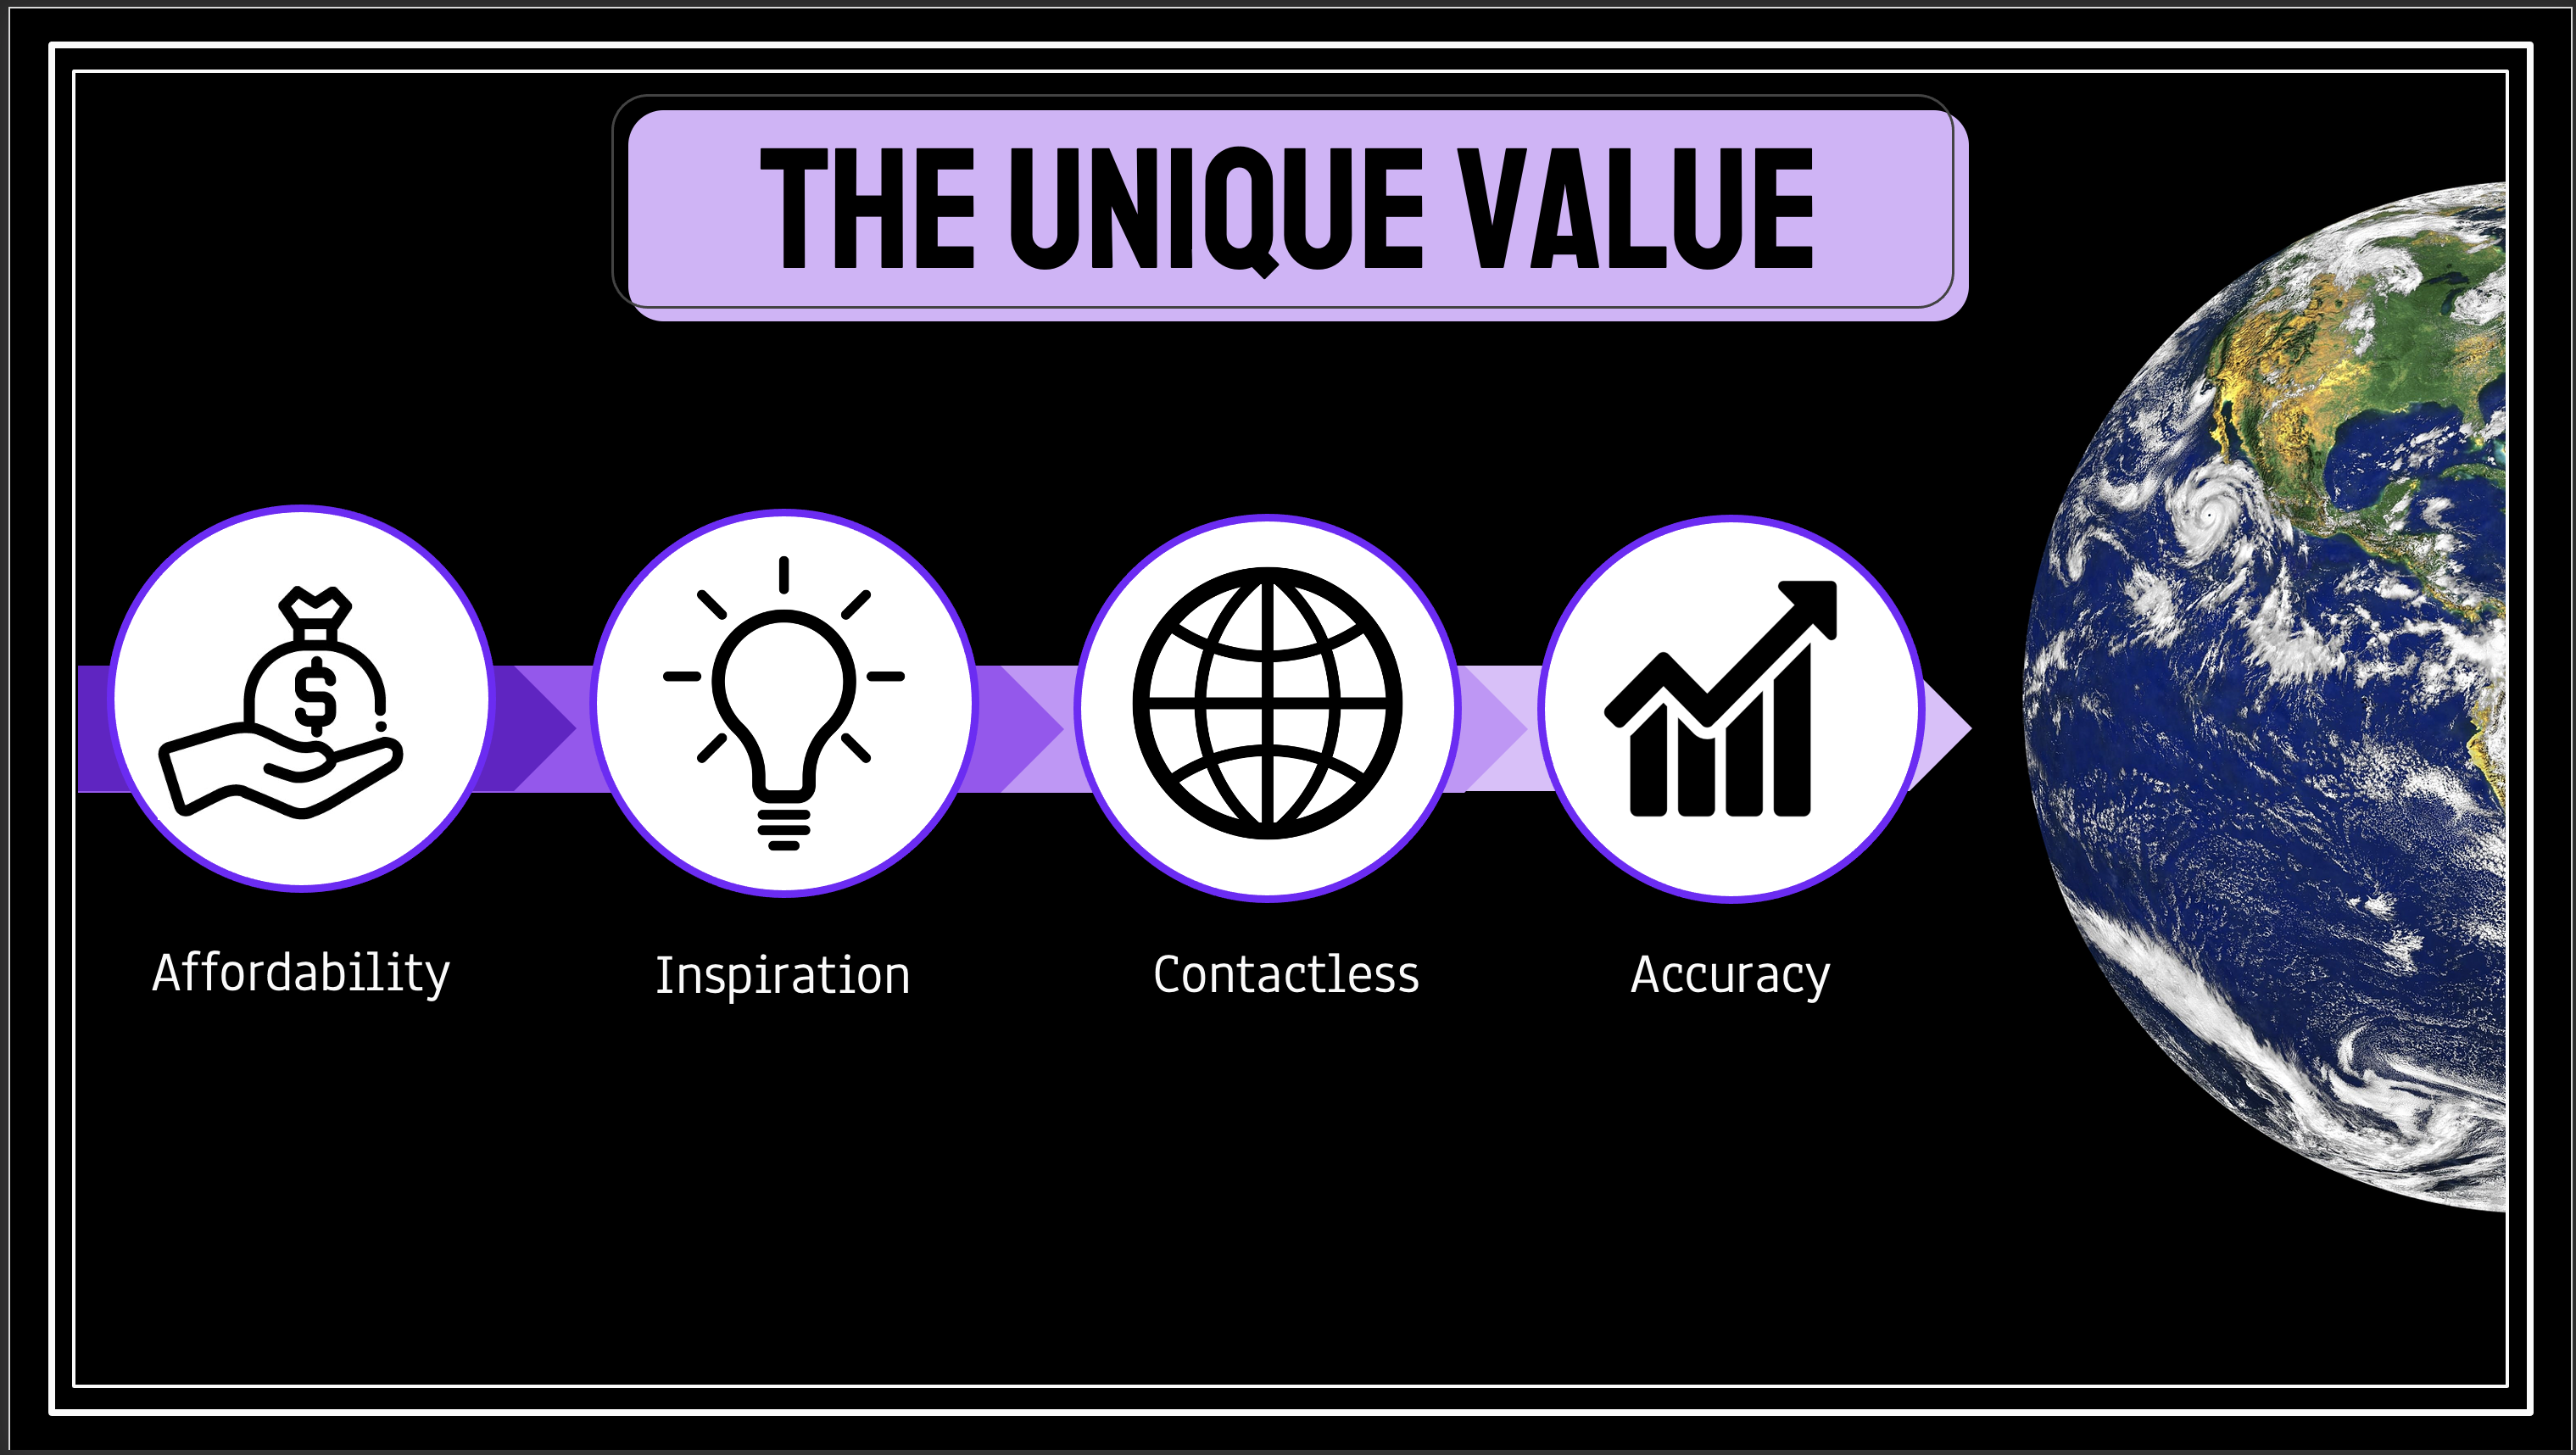 THE UNIQUE VALUE
$
Affordability
Inspiration
Contactless
Accuracy